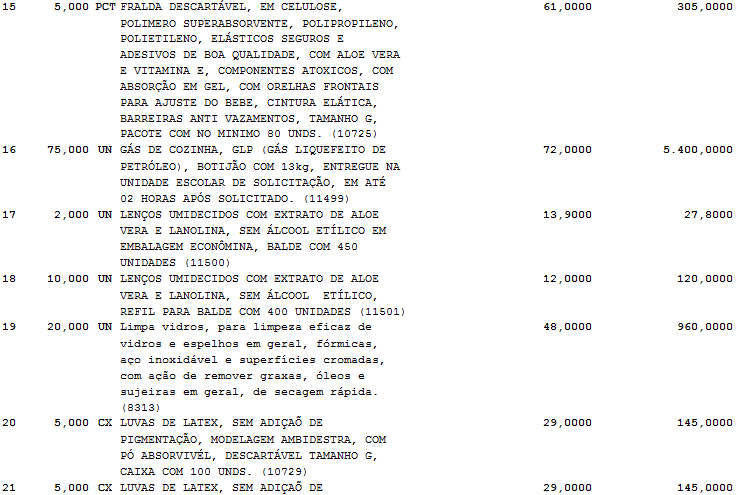 15 5,000 PCT FRALDA DESCARTÁVEL, EM CELULOSE, 61,0000 305,0000
POLIMERO SUPERABSORVENTE, POLIPROPILENO,
POLIETILENO, ELÁSTICOS SEGUROS E
ADESIVOS DE BOA QUALIDADE, COM ALOE VERA
E VITAMINA E, COMPONENTES ATOXICOS, COM
ABSORÇÃO EM GEL, COM ORELHAS FRONTAIS
PARA AJUSTE DO BEBE, CINTURA ELÁTICA,
BARREIRAS ANTI VAZAMENTOS, TAMANHO G,
PACOTE COM NO MINIMO 80 UNDS. (10725)
16 75,000 UN GÁS DE COZINHA, GLP (GÁS LIQUEFEITO DE 72,0000 5.400,0000
PETRÓLEO), BOTIJÃO COM 13kg, ENTREGUE NA
UNIDADE ESCOLAR DE SOLICITAÇÃO, EM ATÉ
02 HORAS APÓS SOLICITADO. (11499)
17 2,000 UN LENÇOS UMIDECIDOS COM EXTRATO DE ALOE 13,9000 27,8000
VERA E LANOLINA, SEM ÁLCOOL ETÍLICO EM
EMBALAGEM ECONÔMINA, BALDE COM 450
UNIDADES (11500)
18 10,000 UN LENÇOS UMIDECIDOS COM EXTRATO DE ALOE 12,0000 120,0000
VERA E LANOLINA, SEM ÁLCOOL ETÍLICO,
REFIL PARA BALDE COM 400 UNIDADES (11501)
19 20,000 UN Limpa vidros, para limpeza eficaz de 48,0000 960,0000
vidros e espelhos em geral, fórmicas,
aço inoxidável e superfícies cromadas,
com ação de remover graxas, óleos e
sujeiras em geral, de secagem rápida.
(8313)
20 5,000 CX LUVAS DE LATEX, SEM ADIÇAÕ DE 29,0000 145,0000
PIGMENTAÇÃO, MODELAGEM AMBIDESTRA, COM
PÓ ABSORVIVÉL, DESCARTÁVEL TAMANHO G,
CAIXA COM 100 UNDS. (10729)
21 5,000 CX LUVAS DE LATEX, SEM ADIÇAÕ DE 29,0000 145,0000